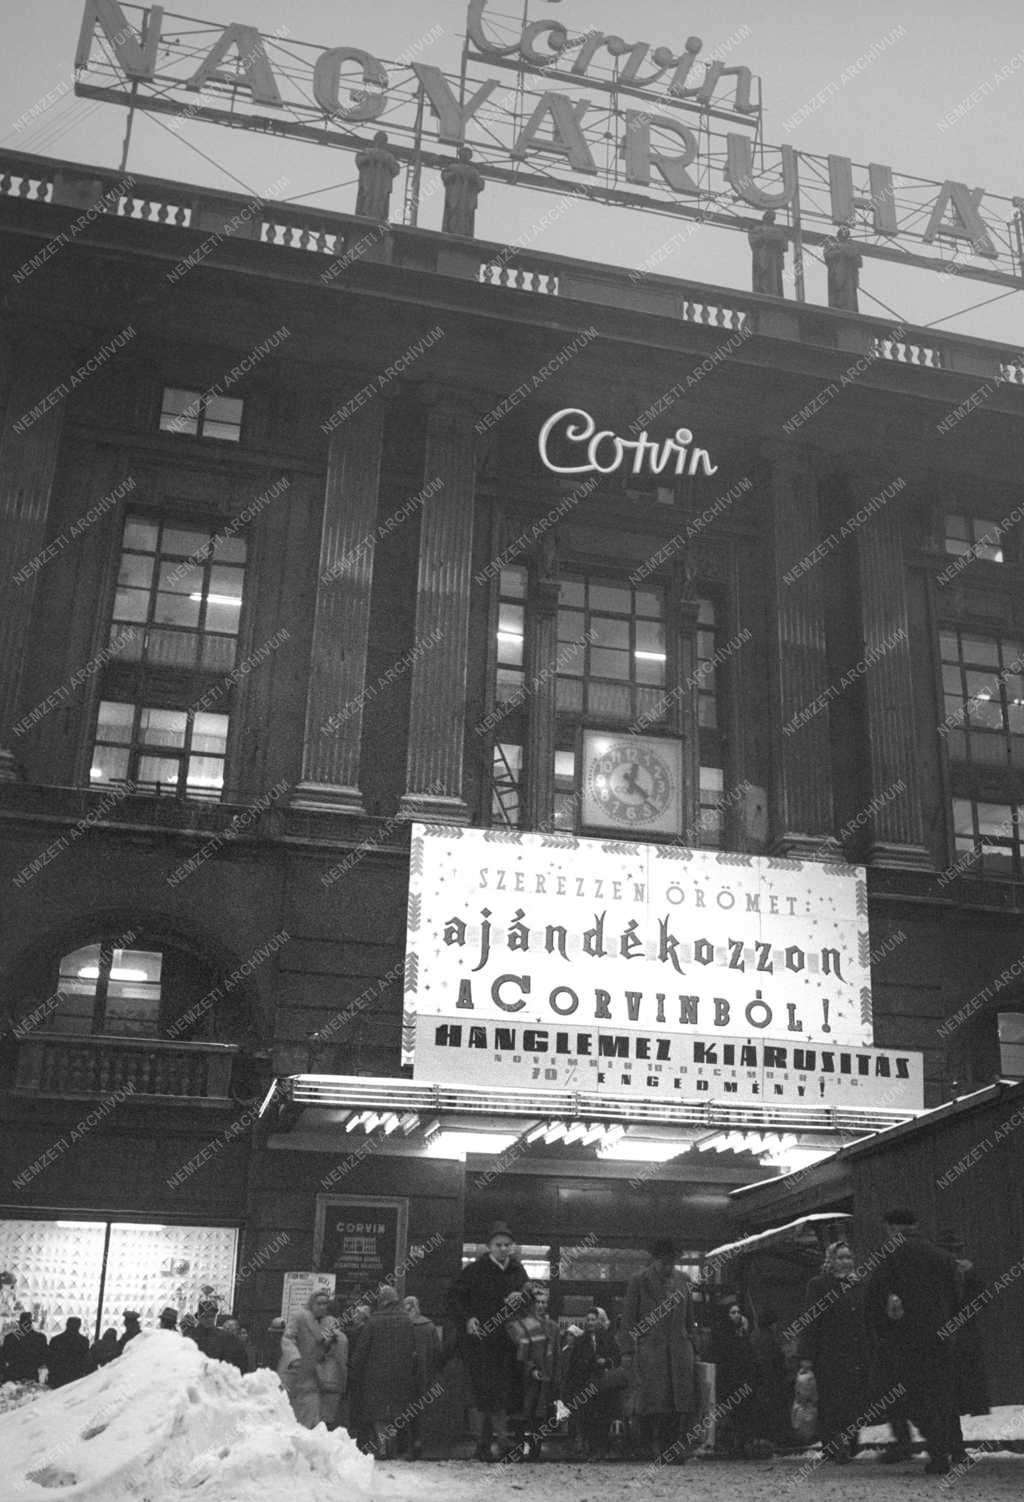 Corvin
NAGYÁRUHÁ
Corvin
SZEREZZEN ÖRÖMET:
ajándékozzon
A CORVINBÓL!
HANGLEMEZ KIÁRUSITÁS
70% ENGEDMÉNY!
CORVIN
NEMZETI ARCHÍVUM